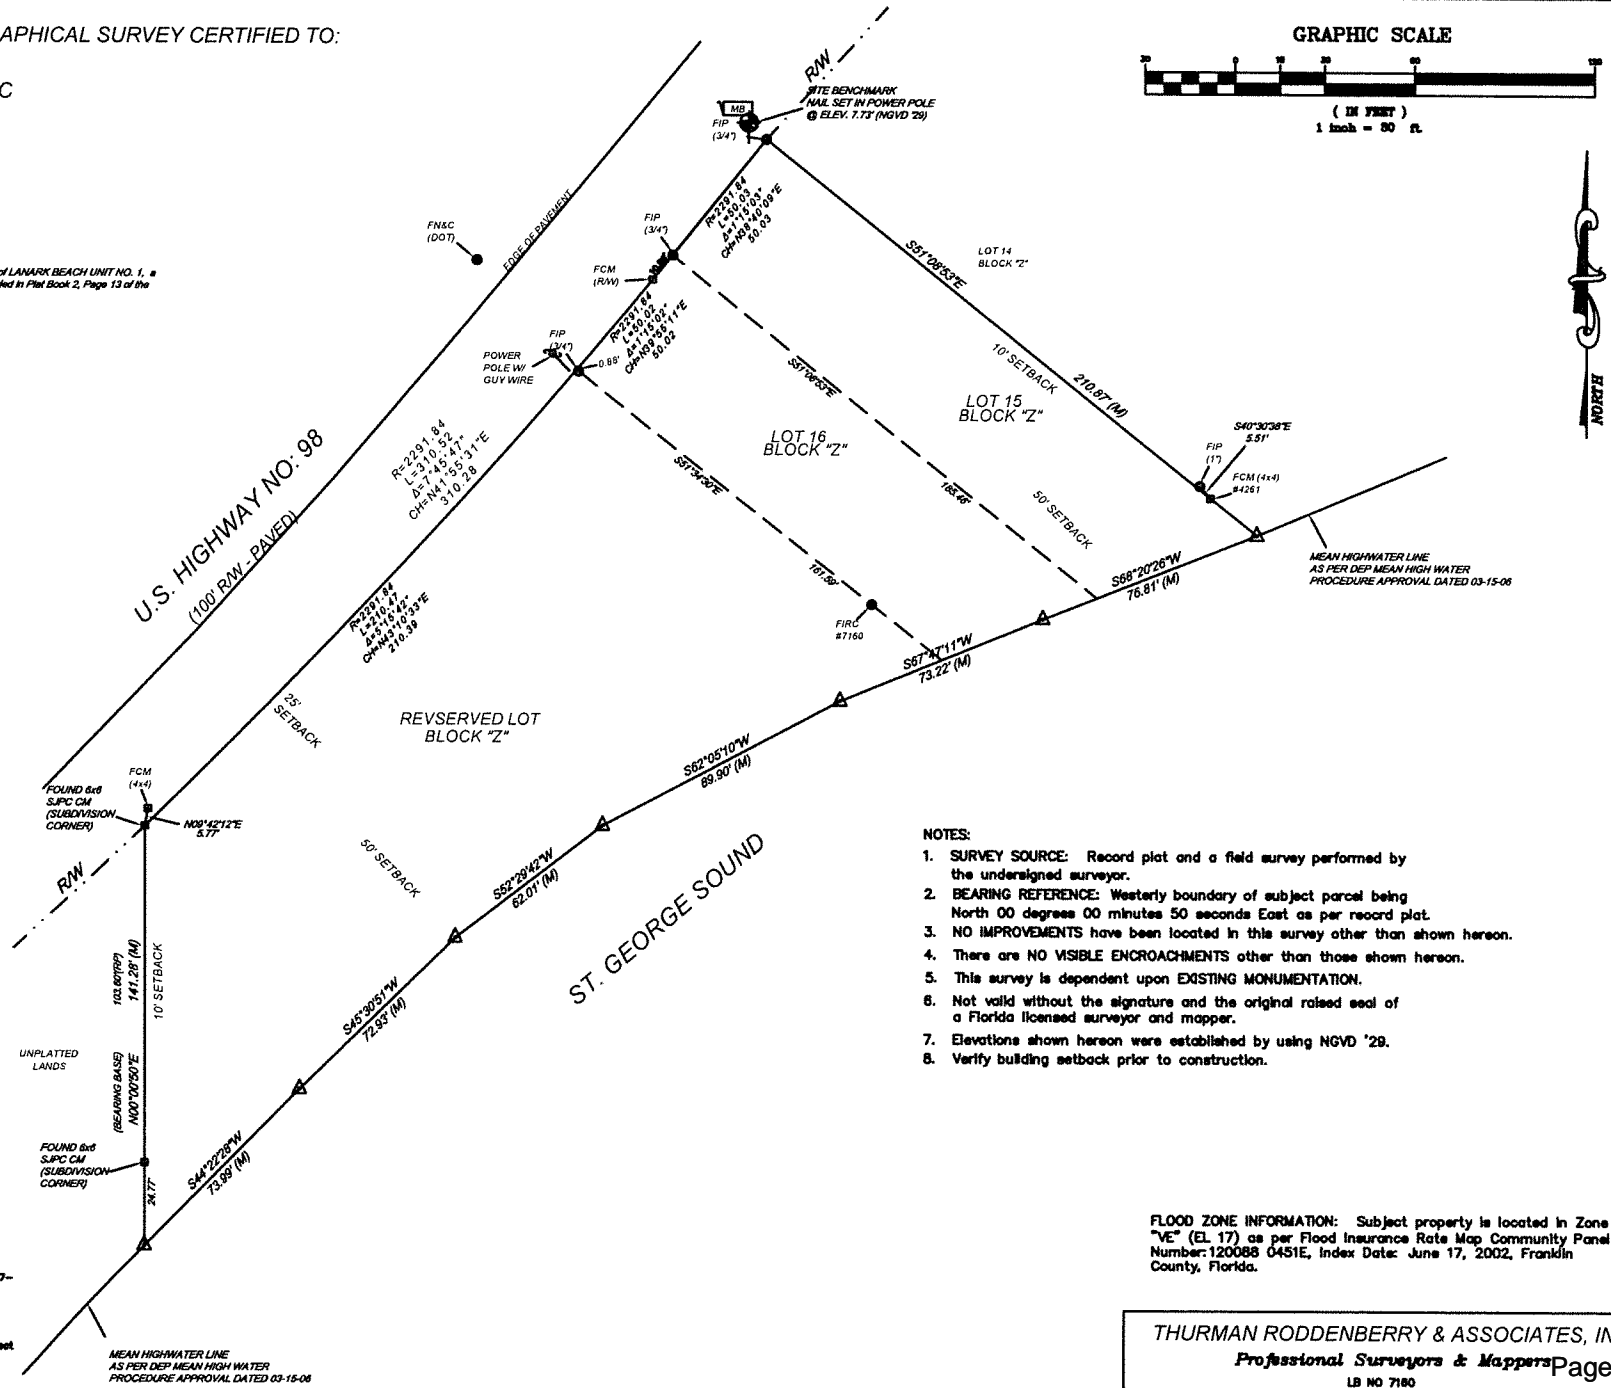 APHICAL SURVEY CERTIFIED TO:
C
of LANARK BEACH UNIT NO. 1, a
ded in Plat Book 2, Page 13 of the
GRAPHIC SCALE
( IN FEET )
1 inch = 30 ft.
NORTH
R/W
SITE BENCHMARK
NAIL SET IN POWER POLE
@ ELEV. 7.73' (NGVD '29)
MB
FIP
(3/4")
FN&C
(DOT)
EDGE OF PAVEMENT
FIP
(3/4")
FCM
(R/W)
R=2291.84
L=50.03
Δ=1°15'03"
CH=N38°40'09"E
50.03
R=2291.84
L=50.02
Δ=1°15'02"
CH=N39°55'11"E
50.02
FIP
(3/4")
0.86'
POWER
POLE W/
GUY WIRE
S51°08'53"E
LOT 14
BLOCK "Z"
10' SETBACK
210.87' (M)
LOT 15
BLOCK "Z"
S51°08'53"E
185.46'
LOT 16
BLOCK "Z"
S51°34'30"E
161.59'
50' SETBACK
S40°30'38"E
5.51'
FIP
(1")
FCM (4x4)
#4261
MEAN HIGHWATER LINE
AS PER DEP MEAN HIGH WATER
PROCEDURE APPROVAL DATED 03-15-06
U.S. HIGHWAY NO: 98
(100' R/W - PAVED)
R=2291.84
L=310.52
Δ=7°45'47"
CH=N41°55'31"E
310.28
R=2291.84
L=210.47
Δ=5°15'42"
CH=N43°10'33"E
210.39
FIRC
#7160
S68°20'26"W
76.81' (M)
S67°47'11"W
73.22' (M)
S62°05'10"W
89.90' (M)
S52°29'42"W
62.01' (M)
S45°30'51"W
72.93' (M)
S44°22'28"W
73.99' (M)
25'
SETBACK
REVSERVED LOT
BLOCK "Z"
50' SETBACK
ST. GEORGE SOUND
FCM
(4x4)
FOUND 6x6
SJPC CM
(SUBDIVISION
CORNER)
N09°42'12"E
5.77'
R/W
103.60'(RP)
141.28' (M)
10' SETBACK
(BEARING BASE)
N00°00'50"E
UNPLATTED
LANDS
FOUND 6x6
SJPC CM
(SUBDIVISION
CORNER)
24.77'
MEAN HIGHWATER LINE
AS PER DEP MEAN HIGH WATER
PROCEDURE APPROVAL DATED 03-15-06
NOTES:
1. SURVEY SOURCE: Record plat and a field survey performed by
the undersigned surveyor.
2. BEARING REFERENCE: Westerly boundary of subject parcel being
North 00 degrees 00 minutes 50 seconds East as per record plat.
3. NO IMPROVEMENTS have been located in this survey other than shown hereon.
4. There are NO VISIBLE ENCROACHMENTS other than those shown hereon.
5. This survey is dependent upon EXISTING MONUMENTATION.
6. Not valid without the signature and the original raised seal of
a Florida licensed surveyor and mapper.
7. Elevations shown hereon were established by using NGVD '29.
8. Verify building setback prior to construction.
FLOOD ZONE INFORMATION: Subject property is located in Zone
"VE" (EL 17) as per Flood Insurance Rate Map Community Panel
Number: 120088 0451E, Index Date: June 17, 2002, Franklin
County, Florida.
THURMAN RODDENBERRY & ASSOCIATES, IN
Professional Surveyors & Mappers
Page
LB NO 7160